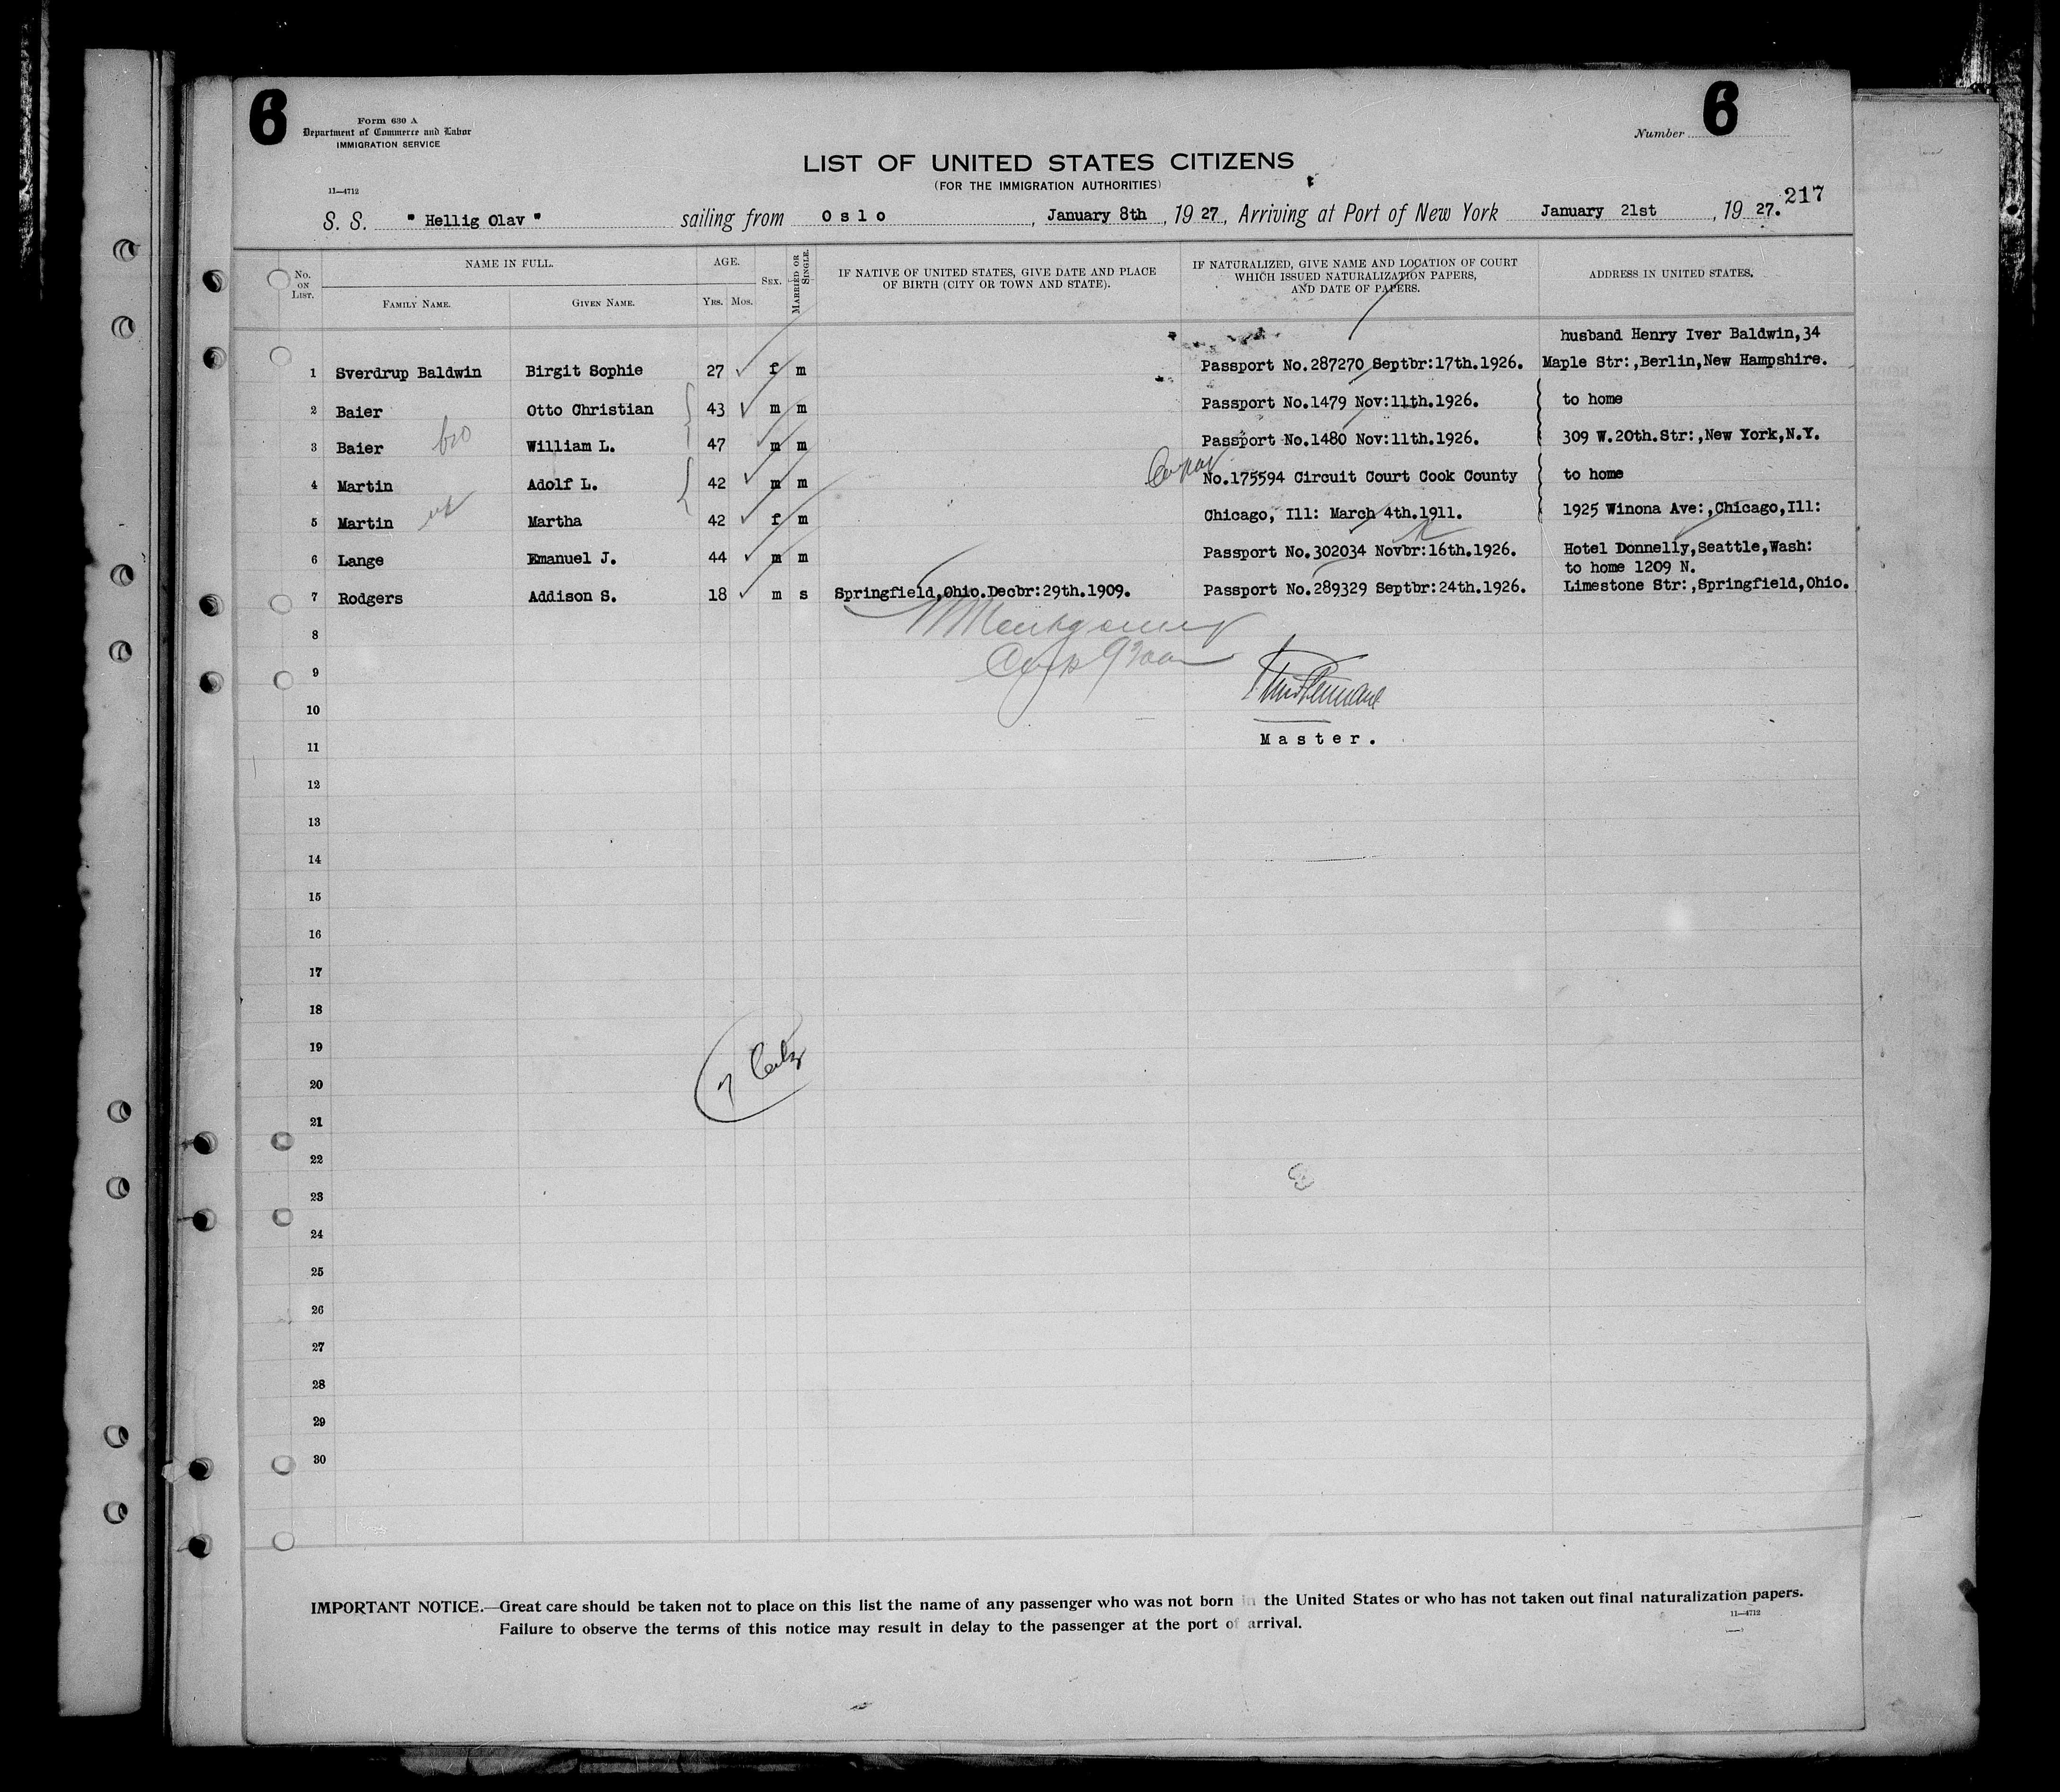 6
6
Form 630 A
Department of Commerce and Labor
IMMIGRATION SERVICE
Number
LIST OF UNITED STATES CITIZENS
(FOR THE IMMIGRATION AUTHORITIES)
11—4712
217
S. S. " Hellig Olav " sailing from Oslo, January 8th, 19 27, Arriving at Port of New York January 21st, 19 27.
No. ON LIST.
NAME IN FULL.
FAMILY NAME.
GIVEN NAME.
AGE.
YRS.
MOS.
SEX.
MARRIED OR SINGLE.
IF NATIVE OF UNITED STATES, GIVE DATE AND PLACE OF BIRTH (CITY OR TOWN AND STATE).
IF NATURALIZED, GIVE NAME AND LOCATION OF COURT WHICH ISSUED NATURALIZATION PAPERS, AND DATE OF PAPERS.
ADDRESS IN UNITED STATES.
husband Henry Iver Baldwin,34
1 Sverdrup Baldwin Birgit Sophie 27 f m Passport No.287270 Septbr:17th.1926. Maple Str:,Berlin,New Hampshire.
2 Baier Otto Christian 43 m m Passport No.1479 Nov:11th.1926. to home
3 Baier bro William L. 47 m m Passport No.1480 Nov:11th.1926. 309 W.20th.Str:,New York,N.Y.
4 Martin Adolf L. 42 m m No.175594 Circuit Court Cook County to home
5 Martin Martha 42 f m Chicago, Ill: March 4th.1911. 1925 Winona Ave:,Chicago,Ill:
6 Lange Emanuel J. 44 m m Passport No.302034 Novbr:16th.1926. Hotel Donnelly,Seattle,Wash:
to home 1209 N.
7 Rodgers Addison S. 18 m s Springfield,Ohio.Decbr:29th.1909. Passport No.289329 Septbr:24th.1926. Limestone Str:,Springfield,Ohio.
8
9
10
11 Master.
12
13
14
15
16
17
18
19
20
21
22
23
24
25
26
27
28
29
30
IMPORTANT NOTICE.—Great care should be taken not to place on this list the name of any passenger who was not born in the United States or who has not taken out final naturalization papers.
11—4712
Failure to observe the terms of this notice may result in delay to the passenger at the port of arrival.